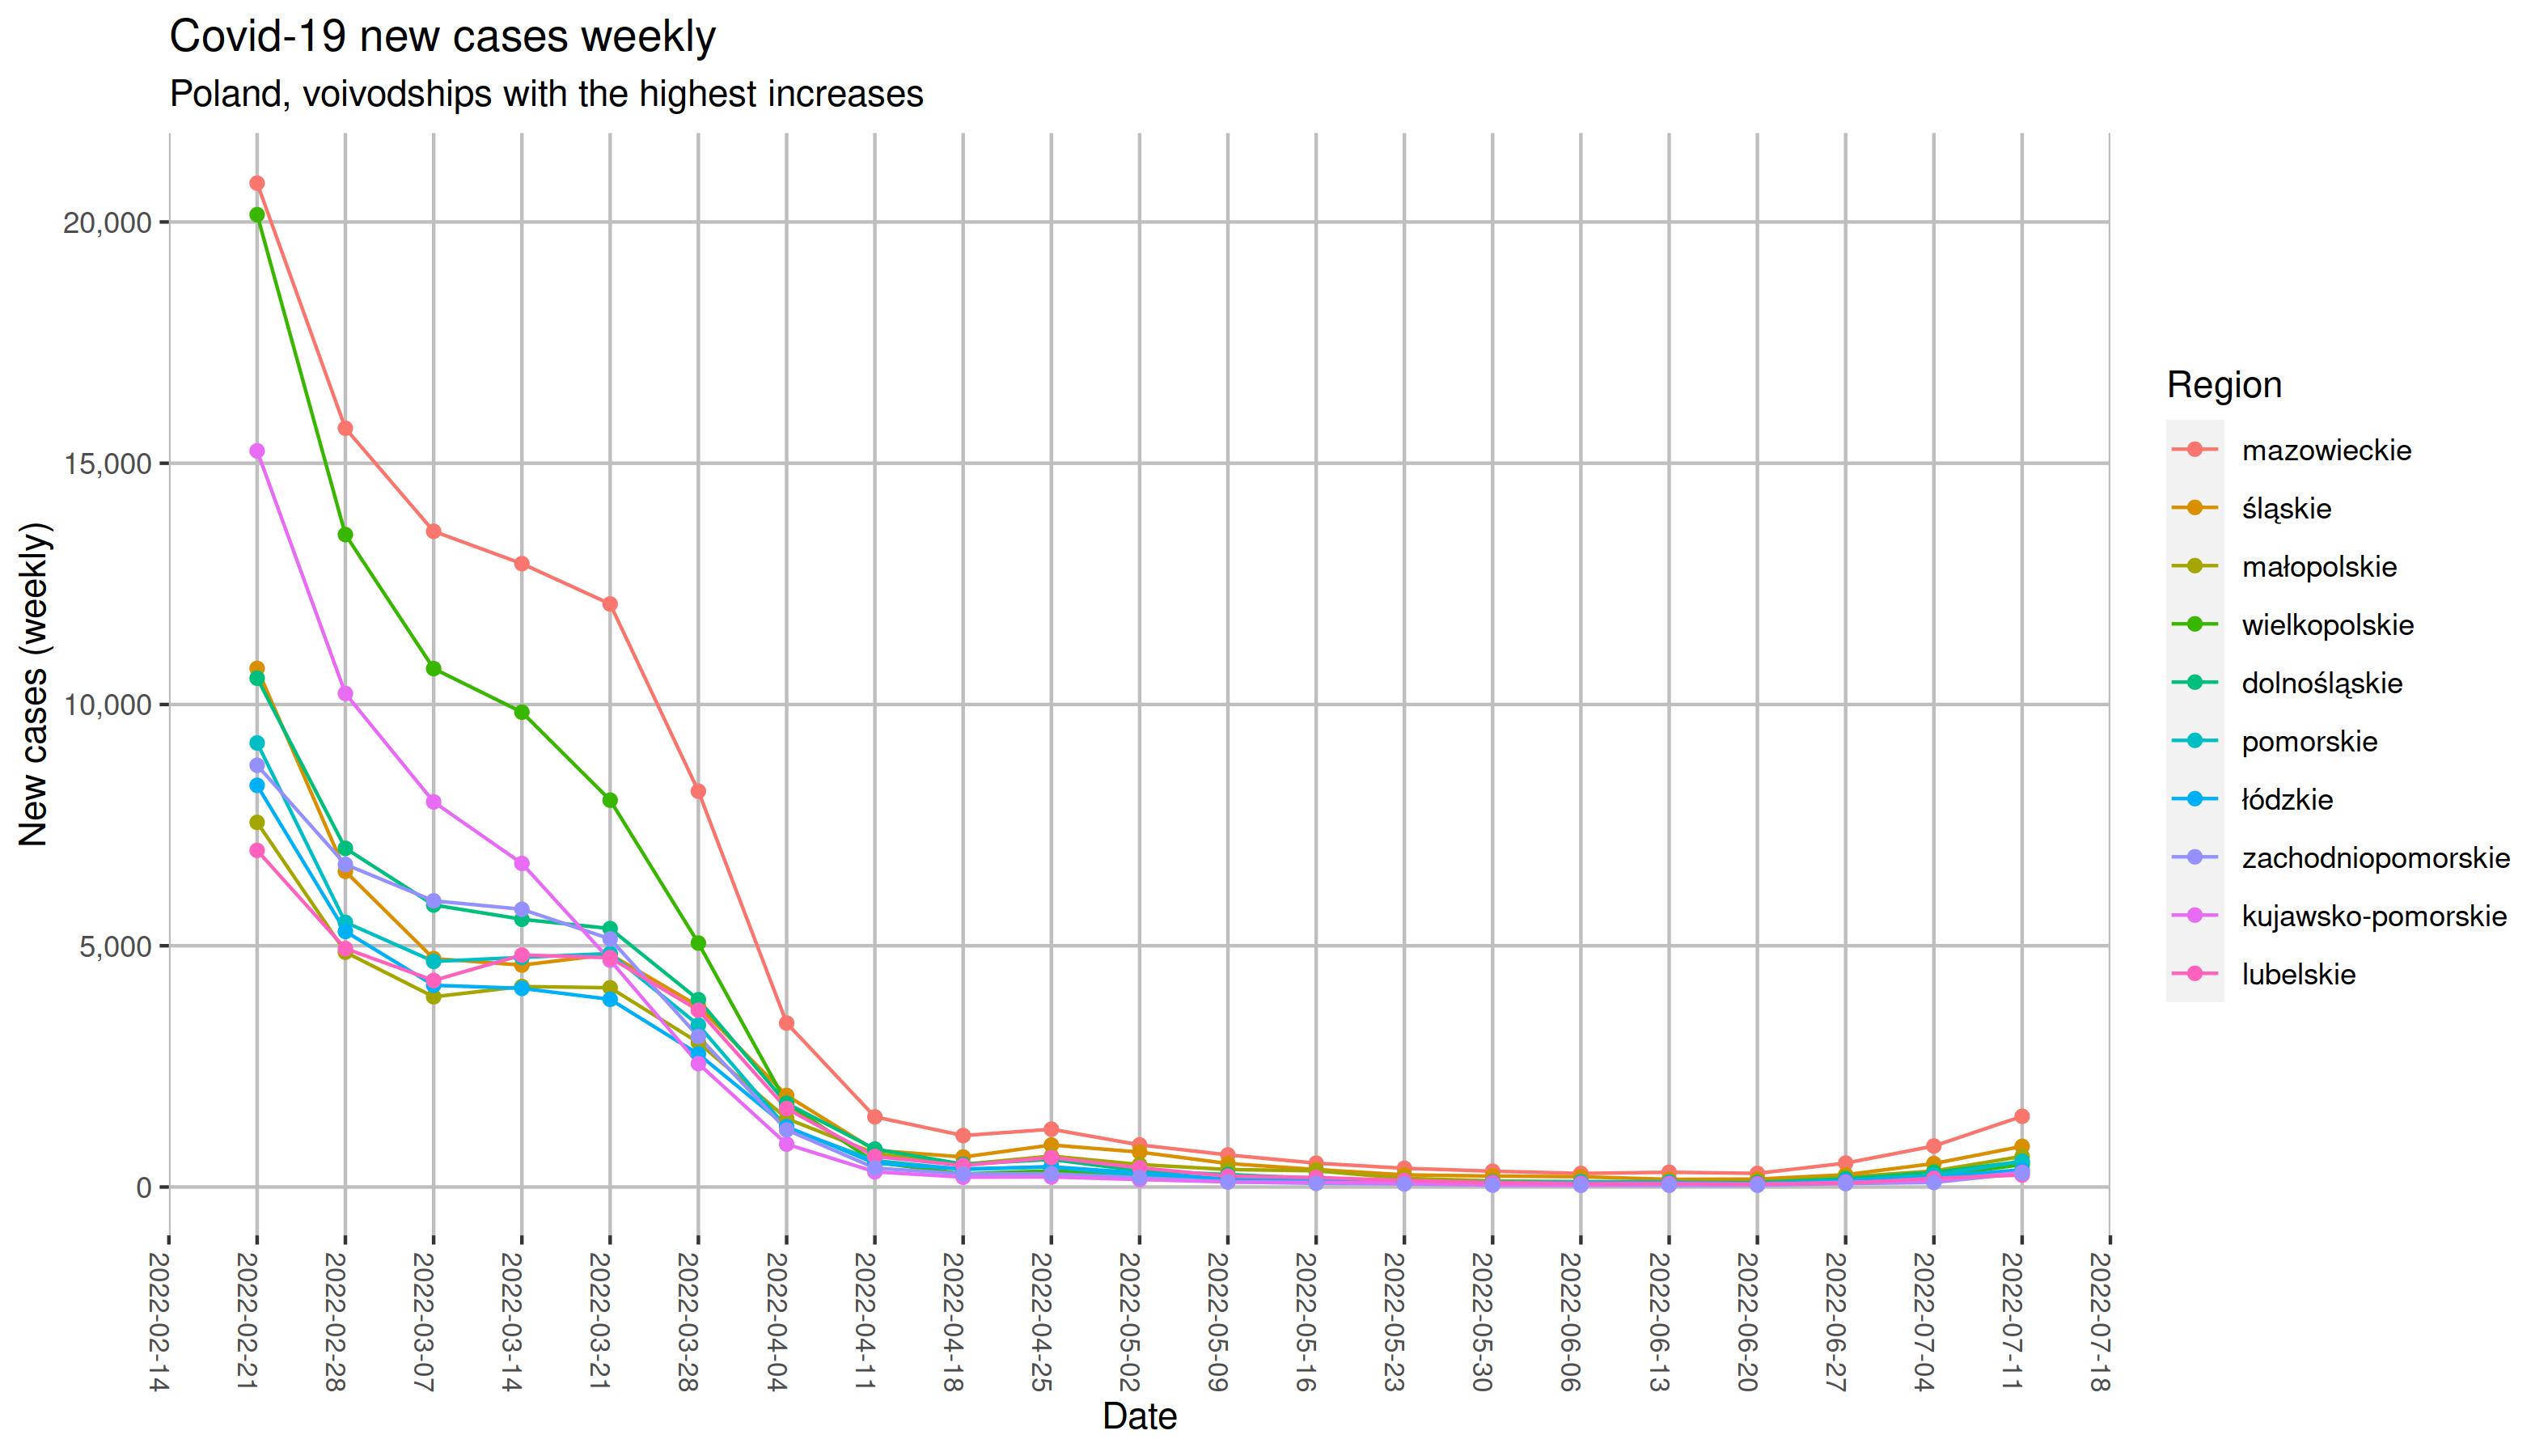 Covid-19 new cases weekly
Poland, voivodships with the highest increases
New cases (weekly)
20,000
15,000
10,000
5,000
0
2022-02-14
2022-02-21
2022-02-28
2022-03-07
2022-03-14
2022-03-21
2022-03-28
2022-04-04
2022-04-11
2022-04-18
2022-04-25
2022-05-02
2022-05-09
2022-05-16
2022-05-23
2022-05-30
2022-06-06
2022-06-13
2022-06-20
2022-06-27
2022-07-04
2022-07-11
2022-07-18
Date
Region
mazowieckie
śląskie
małopolskie
wielkopolskie
dolnośląskie
pomorskie
łódzkie
zachodniopomorskie
kujawsko-pomorskie
lubelskie